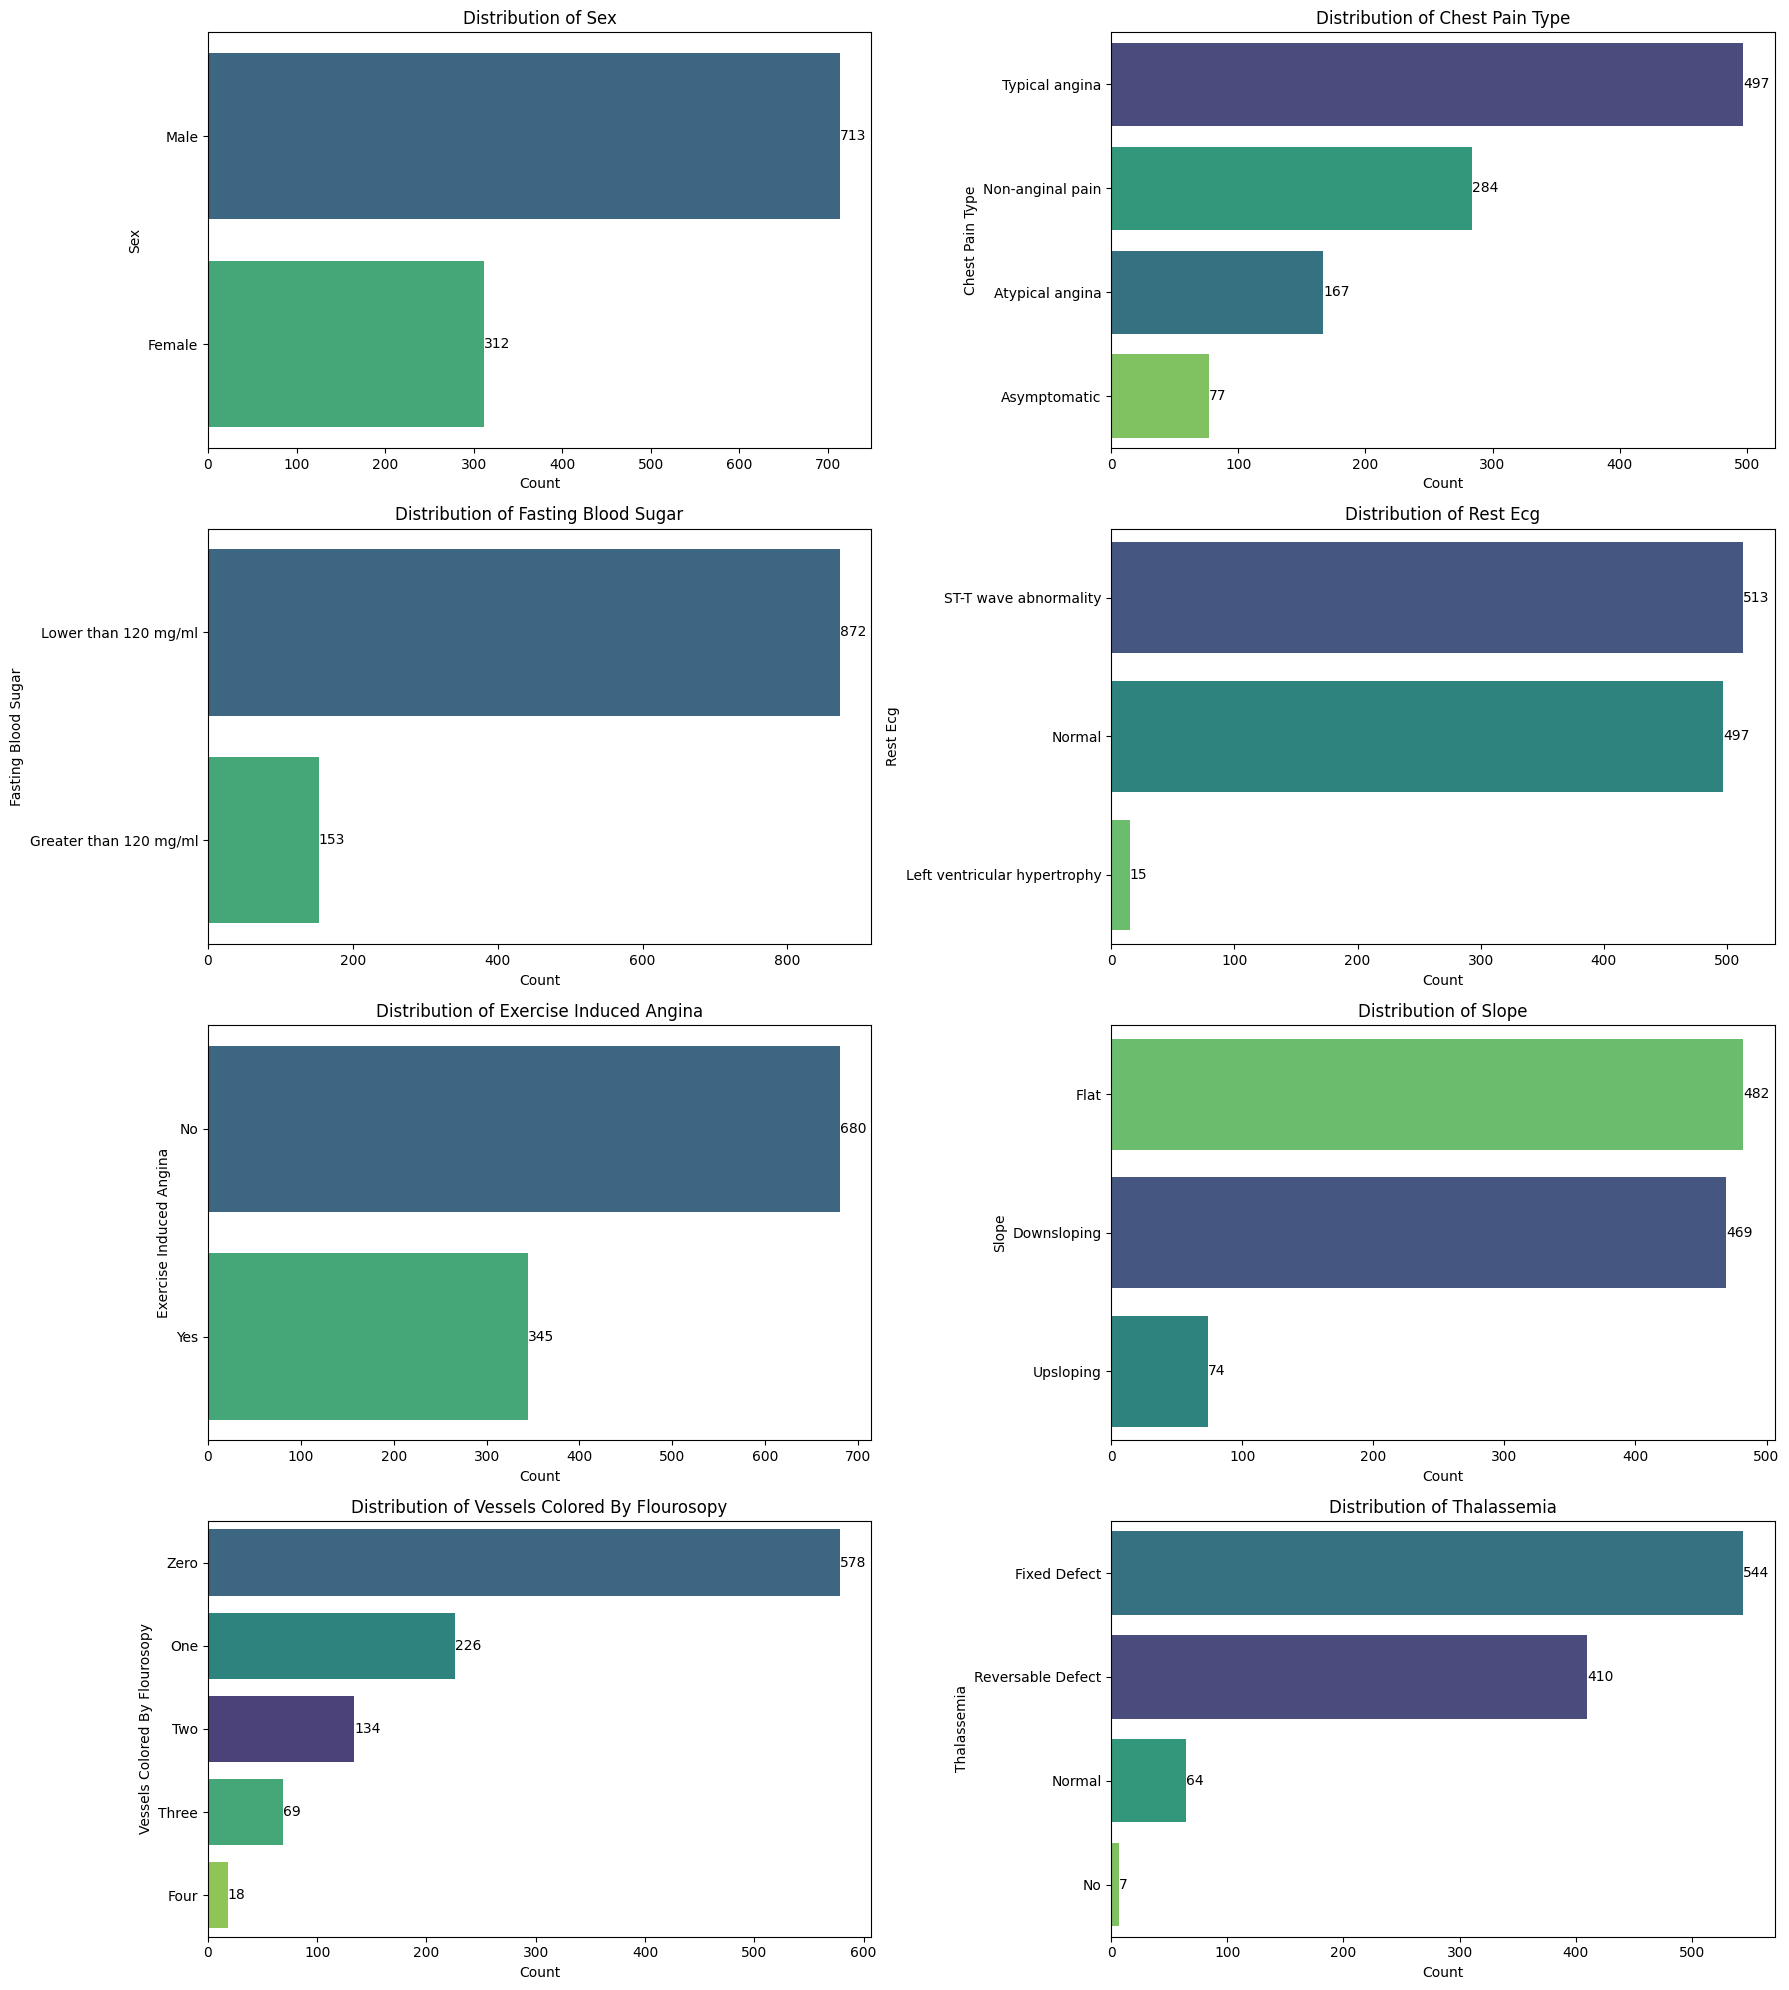 Distribution of Sex
Sex
Male
713
Female
312
0 100 200 300 400 500 600 700
Count
Distribution of Chest Pain Type
Chest Pain Type
Typical angina
497
Non-anginal pain
284
Atypical angina
167
Asymptomatic
77
0 100 200 300 400 500
Count
Distribution of Fasting Blood Sugar
Fasting Blood Sugar
Lower than 120 mg/ml
872
Greater than 120 mg/ml
153
0 200 400 600 800
Count
Distribution of Rest Ecg
Rest Ecg
ST-T wave abnormality
513
Normal
497
Left ventricular hypertrophy
15
0 100 200 300 400 500
Count
Distribution of Exercise Induced Angina
Exercise Induced Angina
No
680
Yes
345
0 100 200 300 400 500 600 700
Count
Distribution of Slope
Slope
Flat
482
Downsloping
469
Upsloping
74
0 100 200 300 400 500
Count
Distribution of Vessels Colored By Flourosopy
Vessels Colored By Flourosopy
Zero
578
One
226
Two
134
Three
69
Four
18
0 100 200 300 400 500 600
Count
Distribution of Thalassemia
Thalassemia
Fixed Defect
544
Reversable Defect
410
Normal
64
No
7
0 100 200 300 400 500
Count